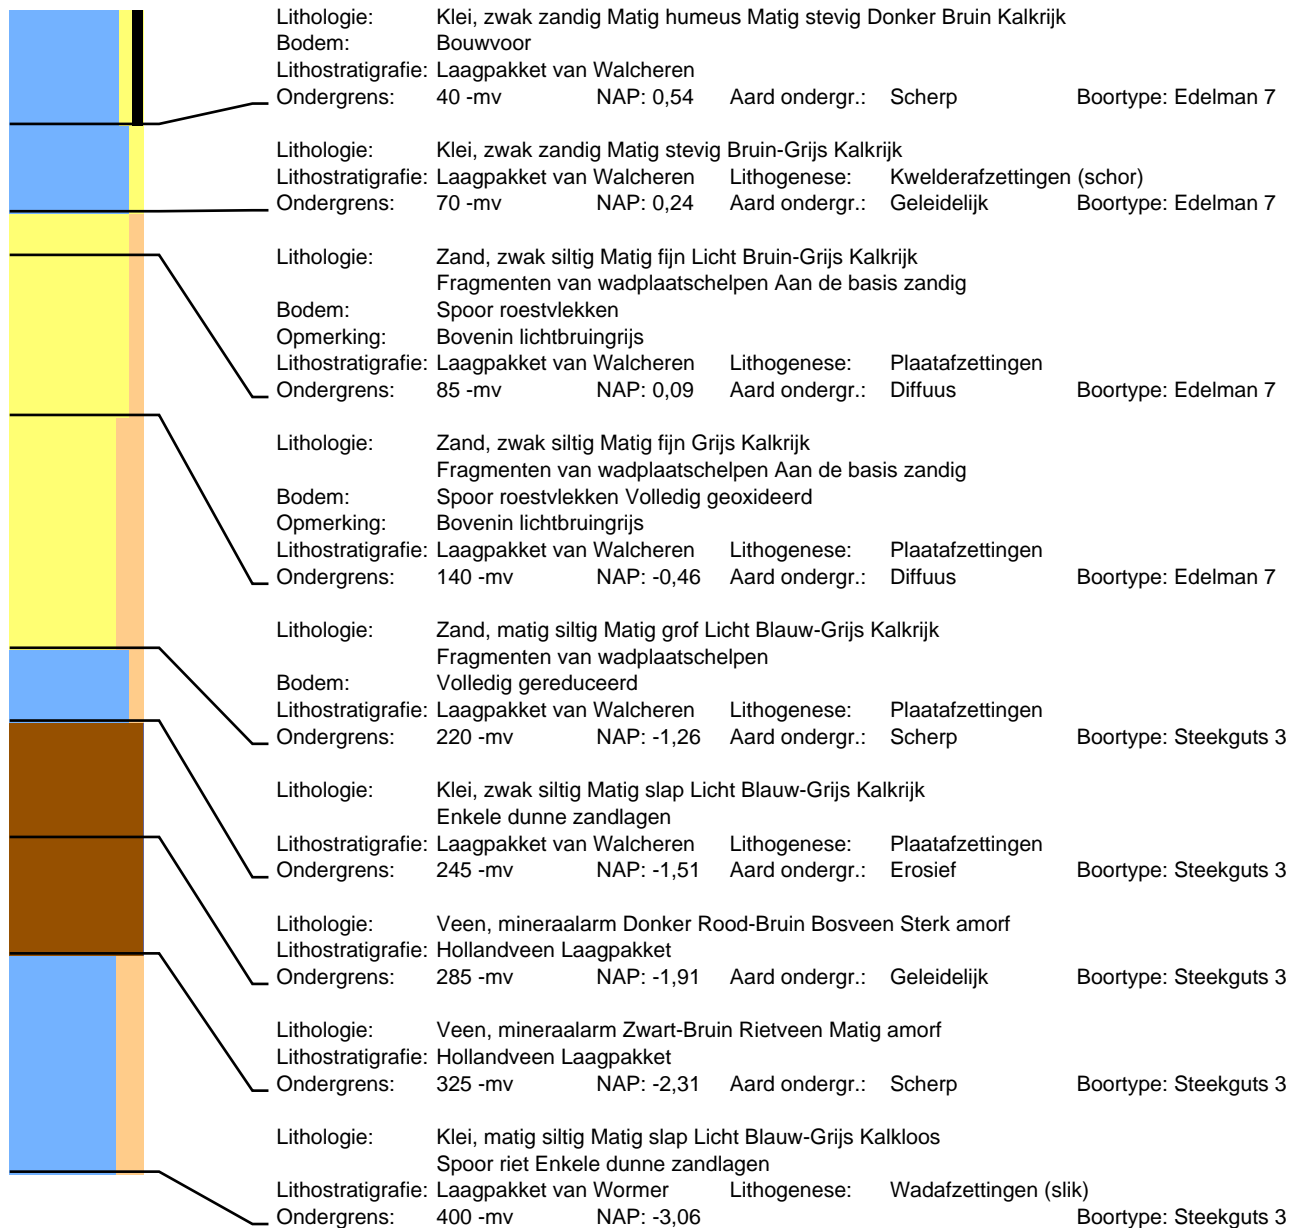 Lithologie: Klei, zwak zandig Matig humeus Matig stevig Donker Bruin Kalkrijk
Bodem: Bouwvoor
Lithostratigrafie: Laagpakket van Walcheren
Ondergrens: 40 -mv NAP: 0,54 Aard ondergr.: Scherp Boortype: Edelman 7
Lithologie: Klei, zwak zandig Matig stevig Bruin-Grijs Kalkrijk
Lithostratigrafie: Laagpakket van Walcheren Lithogenese: Kwelderafzettingen (schor)
Ondergrens: 70 -mv NAP: 0,24 Aard ondergr.: Geleidelijk Boortype: Edelman 7
Lithologie: Zand, zwak siltig Matig fijn Licht Bruin-Grijs Kalkrijk
Fragmenten van wadplaatschelpen Aan de basis zandig
Bodem: Spoor roestvlekken
Opmerking: Bovenin lichtbruingrijs
Lithostratigrafie: Laagpakket van Walcheren Lithogenese: Plaatafzettingen
Ondergrens: 85 -mv NAP: 0,09 Aard ondergr.: Diffuus Boortype: Edelman 7
Lithologie: Zand, zwak siltig Matig fijn Grijs Kalkrijk
Fragmenten van wadplaatschelpen Aan de basis zandig
Bodem: Spoor roestvlekken Volledig geoxideerd
Opmerking: Bovenin lichtbruingrijs
Lithostratigrafie: Laagpakket van Walcheren Lithogenese: Plaatafzettingen
Ondergrens: 140 -mv NAP: -0,46 Aard ondergr.: Diffuus Boortype: Edelman 7
Lithologie: Zand, matig siltig Matig grof Licht Blauw-Grijs Kalkrijk
Fragmenten van wadplaatschelpen
Bodem: Volledig gereduceerd
Lithostratigrafie: Laagpakket van Walcheren Lithogenese: Plaatafzettingen
Ondergrens: 220 -mv NAP: -1,26 Aard ondergr.: Scherp Boortype: Steekguts 3
Lithologie: Klei, zwak siltig Matig slap Licht Blauw-Grijs Kalkrijk
Enkele dunne zandlagen
Lithostratigrafie: Laagpakket van Walcheren Lithogenese: Plaatafzettingen
Ondergrens: 245 -mv NAP: -1,51 Aard ondergr.: Erosief Boortype: Steekguts 3
Lithologie: Veen, mineraalarm Donker Rood-Bruin Bosveen Sterk amorf
Lithostratigrafie: Hollandveen Laagpakket
Ondergrens: 285 -mv NAP: -1,91 Aard ondergr.: Geleidelijk Boortype: Steekguts 3
Lithologie: Veen, mineraalarm Zwart-Bruin Rietveen Matig amorf
Lithostratigrafie: Hollandveen Laagpakket
Ondergrens: 325 -mv NAP: -2,31 Aard ondergr.: Scherp Boortype: Steekguts 3
Lithologie: Klei, matig siltig Matig slap Licht Blauw-Grijs Kalkloos
Spoor riet Enkele dunne zandlagen
Lithostratigrafie: Laagpakket van Wormer Lithogenese: Wadafzettingen (slik)
Ondergrens: 400 -mv NAP: -3,06 Boortype: Steekguts 3